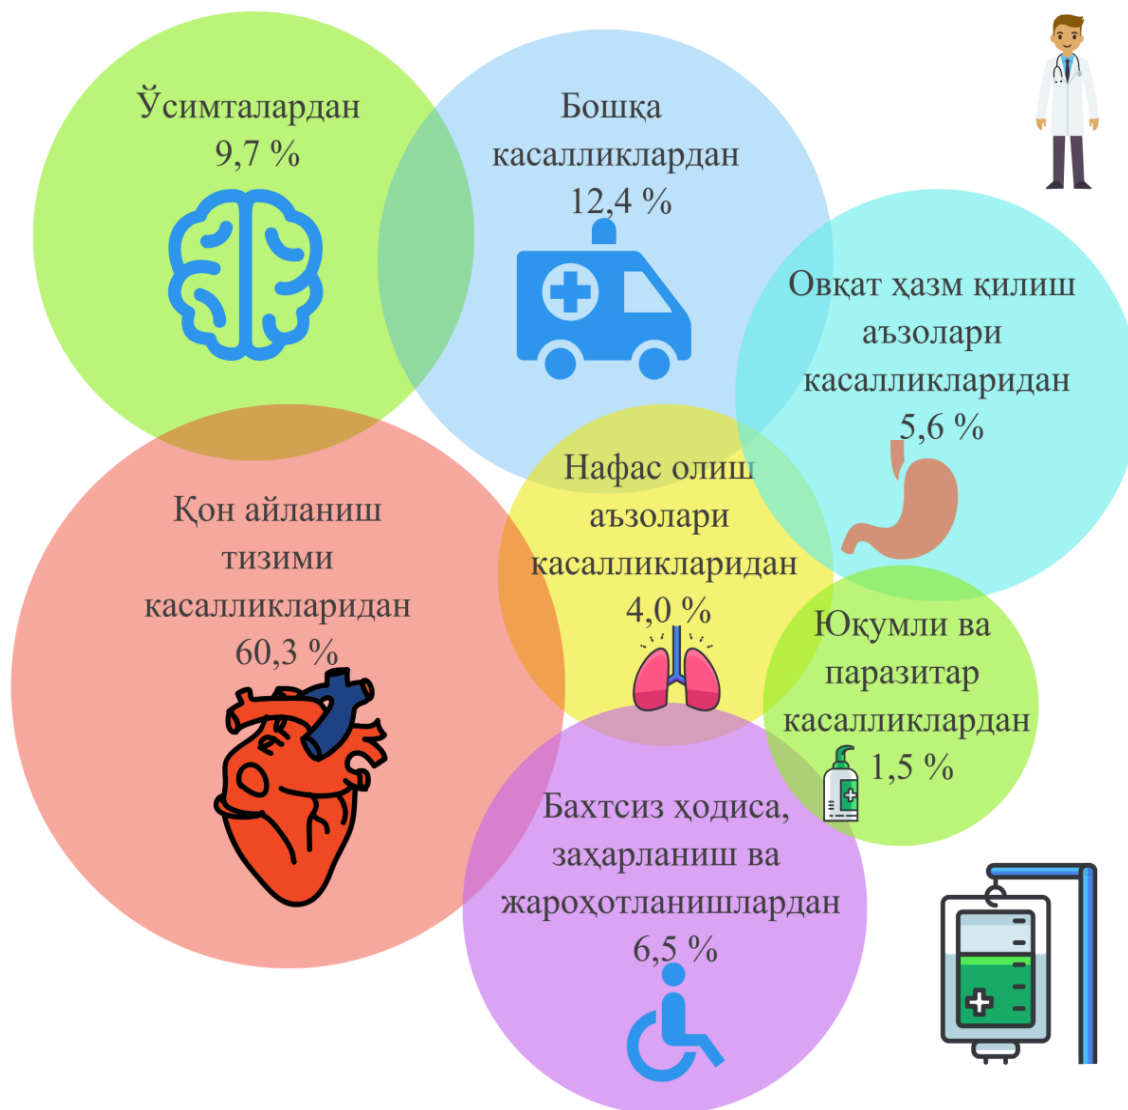 Ўсимталардан
9,7 %
Бошқа
касалликлардан
12,4 %
Овқат ҳазм қилиш
аъзолари
касалликларидан
5,6 %
Қон айланиш
тизими
касалликларидан
60,3 %
Нафас олиш
аъзолари
касалликларидан
4,0 %
Юқумли ва
паразитар
касалликлардан
1,5 %
Бахтсиз ҳодиса,
заҳарланиш ва
жароҳотланишлардан
6,5 %